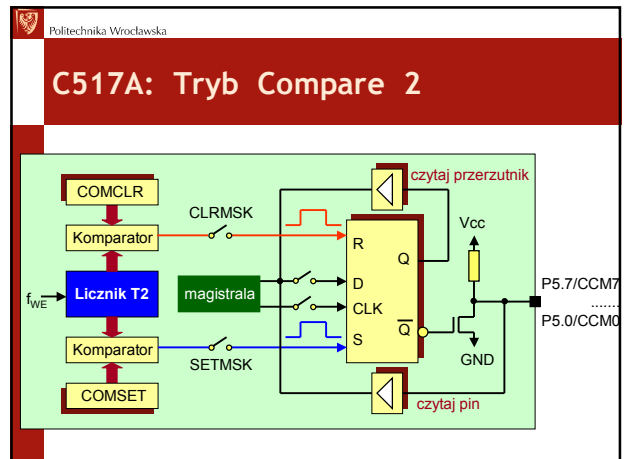 Politechnika Wrocławska
C517A: Tryb Compare 2
COMCLR
czytaj przerzutnik
CLRMSK
Vcc
Komparator
R
Q
Licznik T2
magistrala
D
fWE
CLK
P5.7/CCM7
.......
P5.0/CCM0
Komparator
S
Q
SETMSK
GND
COMSET
czytaj pin